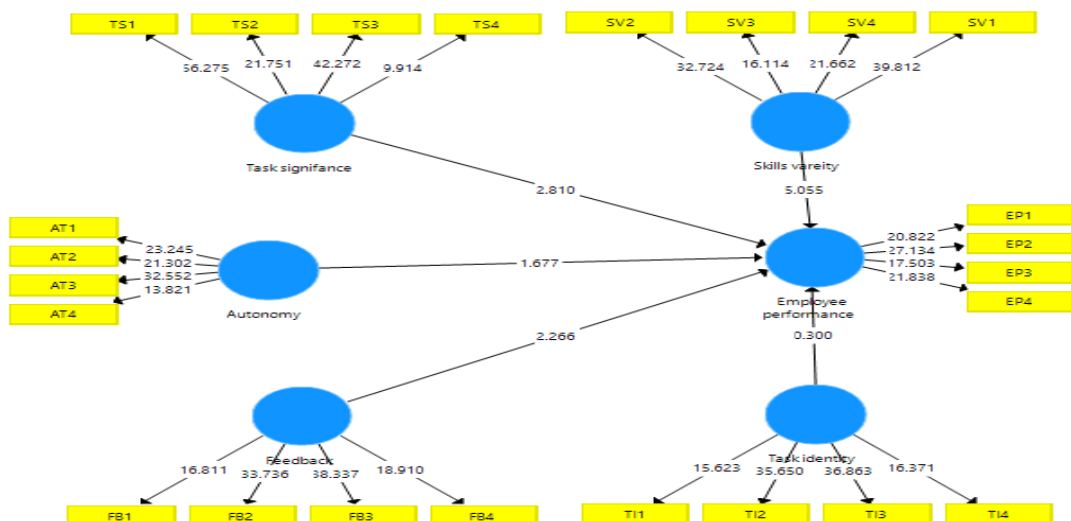 TS1 TS2 TS3 TS4
SV2 SV3 SV4 SV1
56.275 21.751 42.272 9.914
32.724 16.114 21.662 39.812
Task signifance
Skills vareity
2.810
5.055
AT1
AT2
AT3
AT4
23.245
21.302
32.552
13.821
Autonomy
1.677
EP1
EP2
EP3
EP4
20.822
27.134
17.503
21.838
Employee
performance
2.266
0.300
Feedback
Task identity
16.811 33.736 38.337 18.910
15.623 35.650 36.863 16.371
FB1 FB2 FB3 FB4
TI1 TI2 TI3 TI4